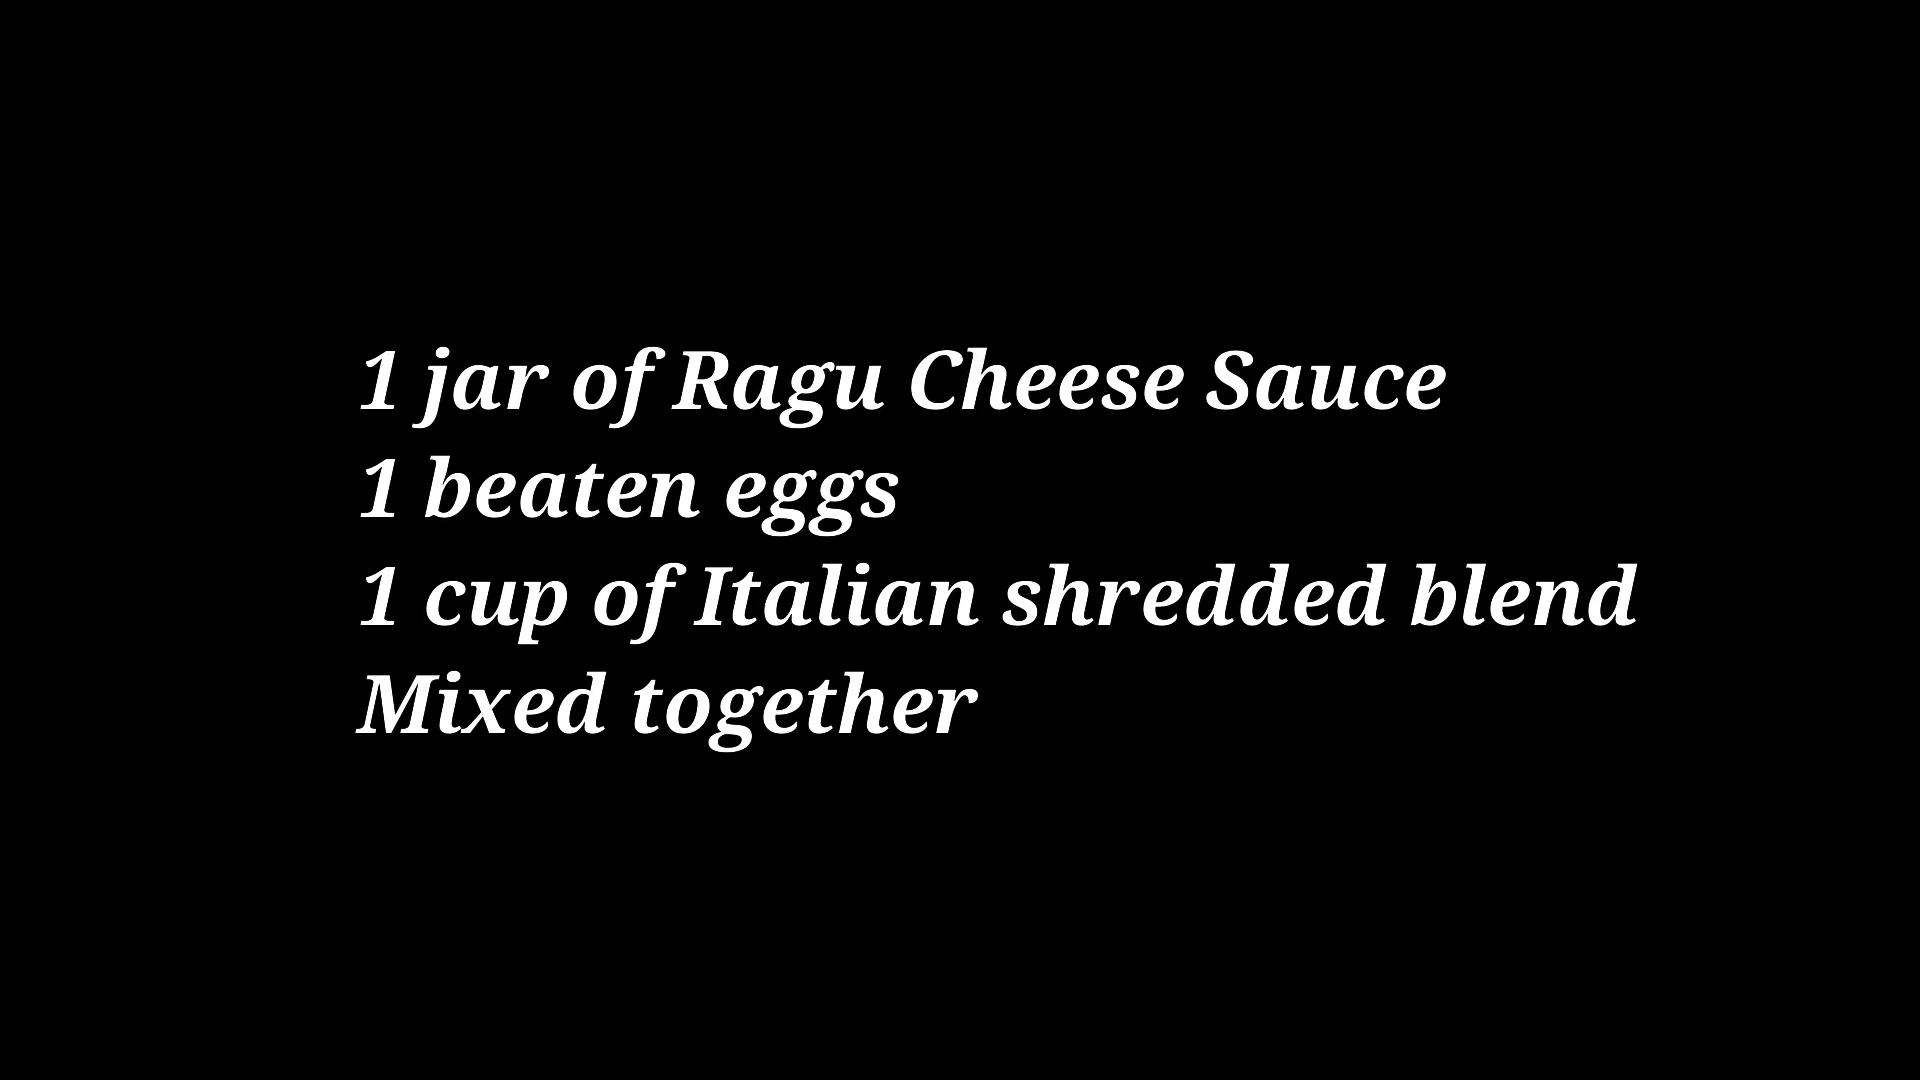 1 jar of Ragu Cheese Sauce
1 beaten eggs
1 cup of Italian shredded blend
Mixed together